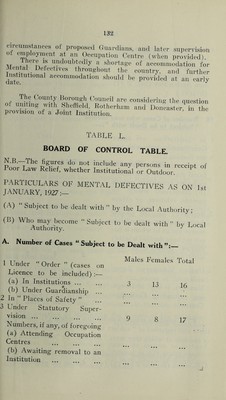 132
circumstances of proposed Guardians, and later supervision
of employment at an Occupation Centre (when provided).
There is undoubtedly a shortage of accommodation for
Mental Defectives throughout the country, and further
Institutional accommodation should be provided at an early
date.
The County Borough Council are considering the question
of uniting with Sheffield, Rotherham and Doncaster, in the
provision of a Joint Institution.
TABLE L.
BOARD OF CONTROL TABLE.
N.B.—The figures do not include any persons in receipt of
Poor Law Relief, whether Institutional or Outdoor.
PARTICULARS OF MENTAL DEFECTIVES AS ON 1st
JANUARY, 1927 :—
(A) "Subject to be dealt with" by the Local Authority;
(B) Who may become "Subject to be dealt with" by Local
Authority.
A. Number of Cases "Subject to be Dealt with":—
Males Females Total
1 Under "Order" (cases on
Licence to be included) :—
(a) In Institutions ... ... 3 13 16
(b) Under Guardianship ... ... ... ...
2 In "Places of Safety" ... ... ... ...
3 Under Statutory Super-
vision ... ... ... ... 9 8 17
Numbers, if any, of foregoing
(a) Attending Occupation
Centres ... ... ... ... ... ...
(b) Awaiting removal to an
Institution ... ... ... ... ...